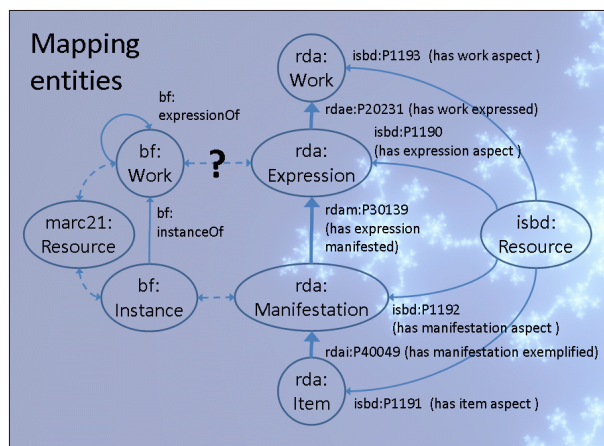 Mapping
entities
rda:
Work
isbd:P1193 (has work aspect )
bf:
expressionOf
rdae:P20231 (has work expressed)
isbd:P1190
(has expression aspect )
bf:
Work
?
rda:
Expression
marc21:
Resource
bf:
instanceOf
rdam:P30139
(has expression
manifested)
isbd:
Resource
bf:
Instance
rda:
Manifestation
isbd:P1192
(has manifestation aspect )
rdai:P40049 (has manifestation exemplified)
rda:
Item
isbd:P1191 (has item aspect )